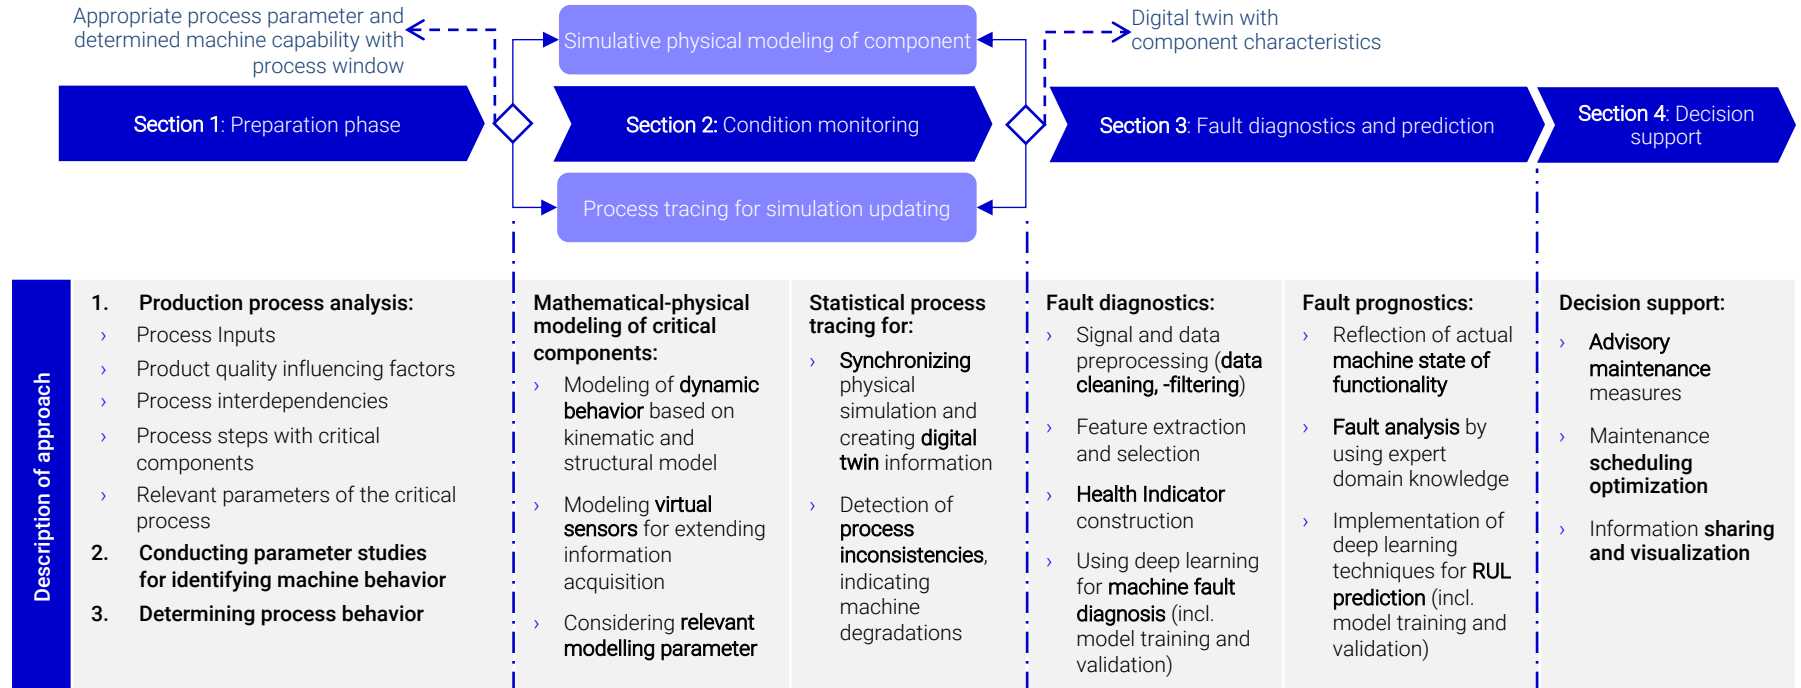 Appropriate process parameter and
determined machine capability with
process window
Simulative physical modeling of component
Digital twin with
component characteristics
Section 1: Preparation phase
Section 2: Condition monitoring
Section 3: Fault diagnostics and prediction
Section 4: Decision
support
Process tracing for simulation updating
Description of approach
1. Production process analysis:
› Process Inputs
› Product quality influencing factors
› Process interdependencies
› Process steps with critical
components
› Relevant parameters of the critical
process
2. Conducting parameter studies
for identifying machine behavior
3. Determining process behavior
Mathematical-physical
modeling of critical
components:
› Modeling of dynamic
behavior based on
kinematic and
structural model
› Modeling virtual
sensors for extending
information
acquisition
› Considering relevant
modelling parameter
Statistical process
tracing for:
› Synchronizing
physical
simulation and
creating digital
twin information
› Detection of
process
inconsistencies,
indicating
machine
degradations
Fault diagnostics:
› Signal and data
preprocessing (data
cleaning, -filtering)
› Feature extraction
and selection
› Health Indicator
construction
› Using deep learning
for machine fault
diagnosis (incl.
model training and
validation)
Fault prognostics:
› Reflection of actual
machine state of
functionality
› Fault analysis by
using expert
domain knowledge
› Implementation of
deep learning
techniques for RUL
prediction (incl.
model training and
validation)
Decision support:
› Advisory
maintenance
measures
› Maintenance
scheduling
optimization
› Information sharing
and visualization